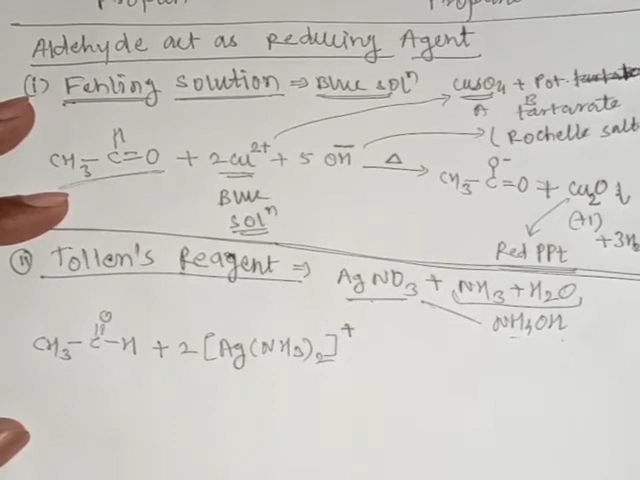 Aldehyde act as Reducing Agent
(i) Fehling solution ⇒ Blue solⁿ CuSO4 + Pot.
A B tartarate
( Rochelle salt
H
CH3-C=O + 2Cu²⁺ + 5 OH⁻ Δ→ CH3-C=O + Cu2O ↓
O⁻
Blue solⁿ
(+1) + 3H2
Red PPt
(ii) Tollen's Reagent ⇒ AgNO3 + NH3 + H2O
NH4OH
O
CH3-C-H + 2[Ag(NH3)2]⁺